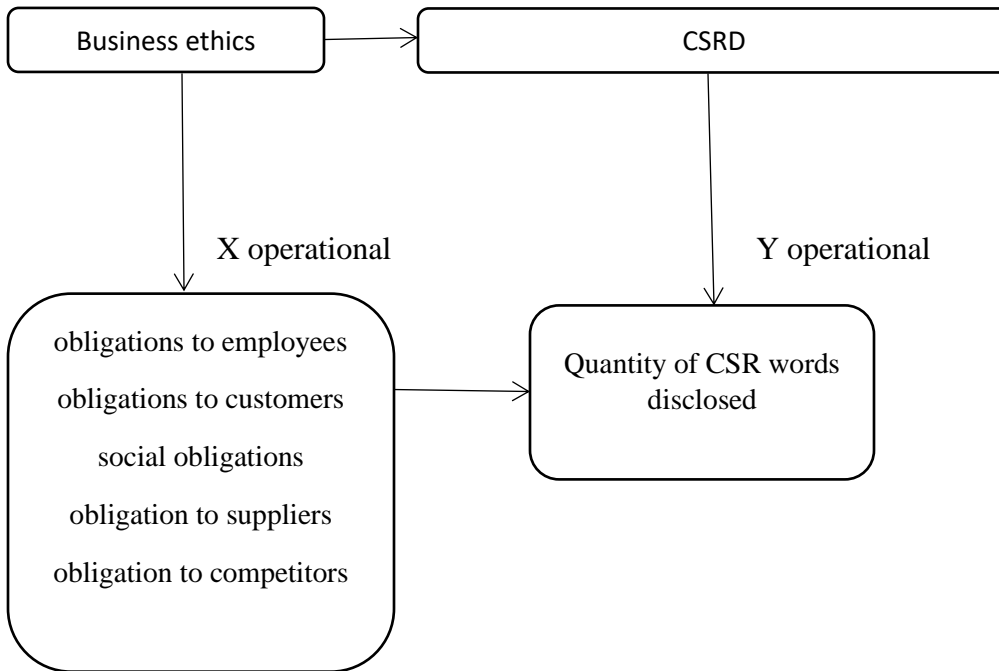 Business ethics
CSRD
X operational
Y operational
obligations to employees
obligations to customers
social obligations
obligation to suppliers
obligation to competitors
Quantity of CSR words
disclosed